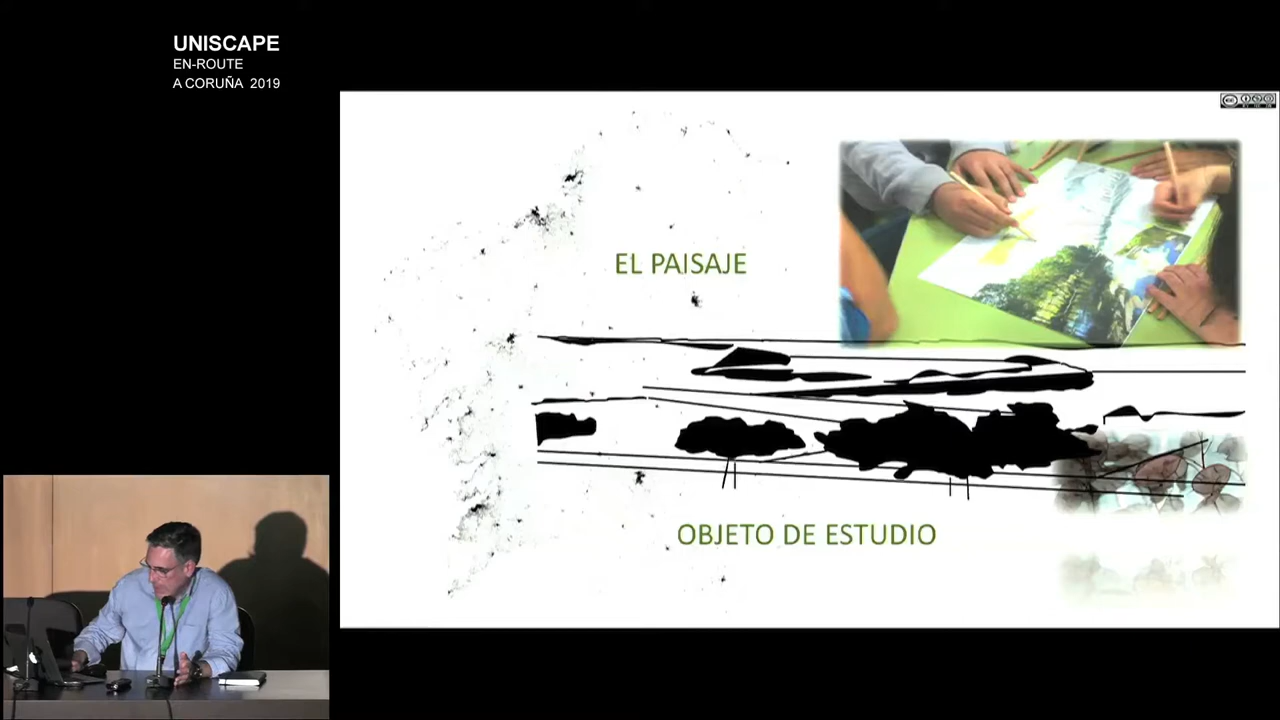 UNISCAPE
EN-ROUTE
A CORUÑA 2019
EL PAISAJE
OBJETO DE ESTUDIO